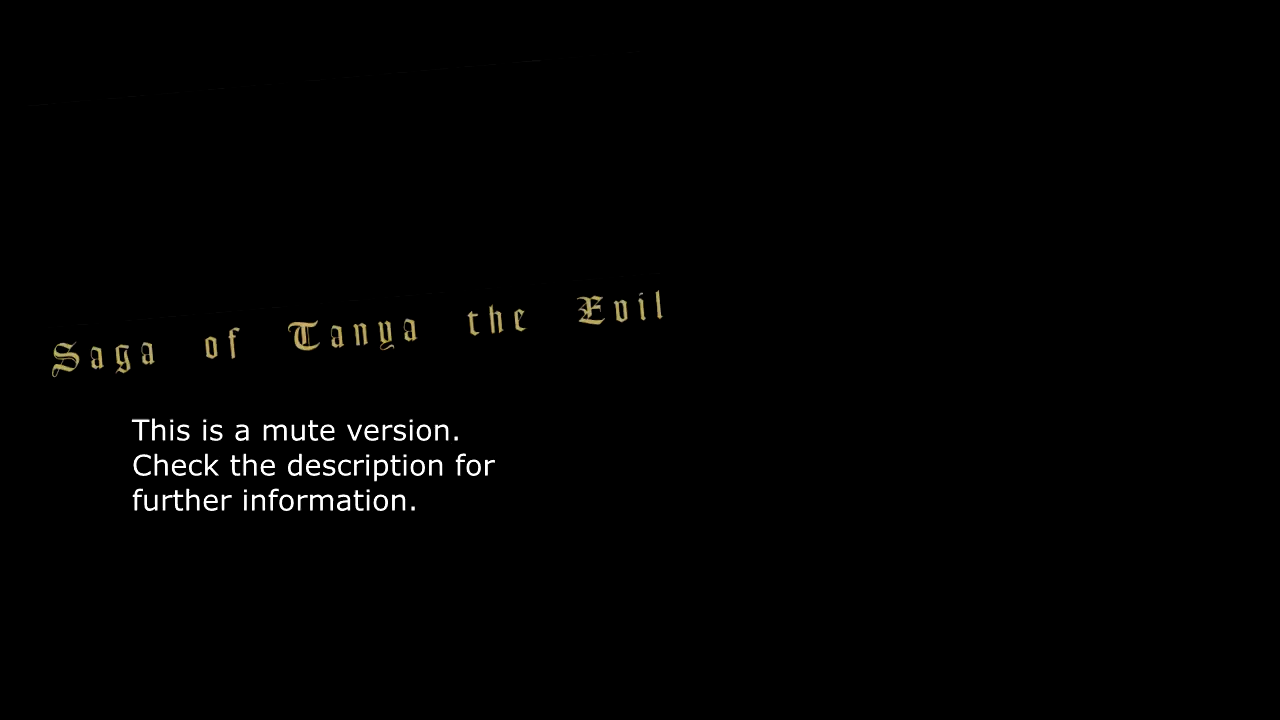 Saga of Tanya the Evil
This is a mute version.
Check the description for
further information.